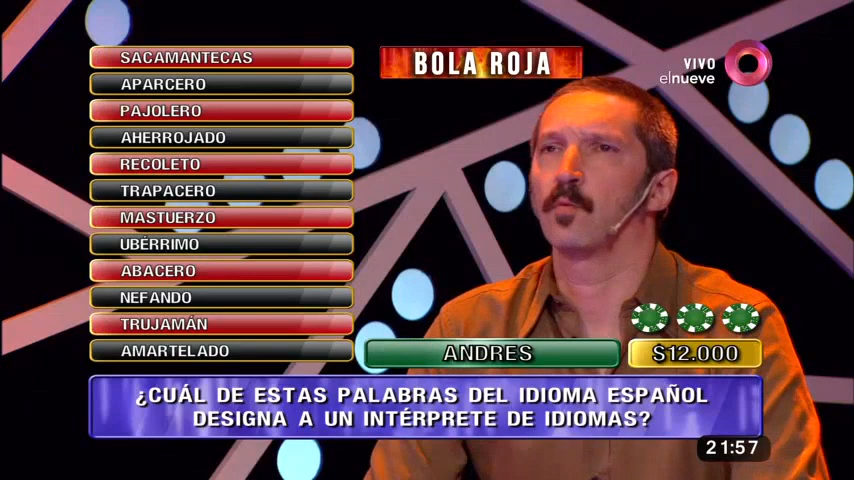 SACAMANTECAS
APARCERO
PAJOLERO
AHERROJADO
RECOLETO
TRAPACERO
MASTUERZO
UBÉRRIMO
ABACERO
NEFANDO
TRUJAMÁN
AMARTELADO
BOLA ROJA
VIVO
elnueve
ANDRES
$12.000
¿CUÁL DE ESTAS PALABRAS DEL IDIOMA ESPAÑOL
DESIGNA A UN INTÉRPRETE DE IDIOMAS?
21:57